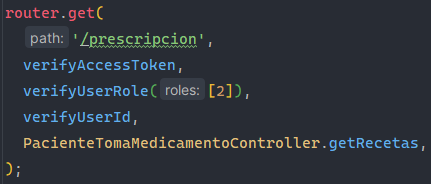 router.get(
path: '/prescripcion',
verifyAccessToken,
verifyUserRole( roles: [2]),
verifyUserId,
PacienteTomaMedicamentoController.getRecetas,
);